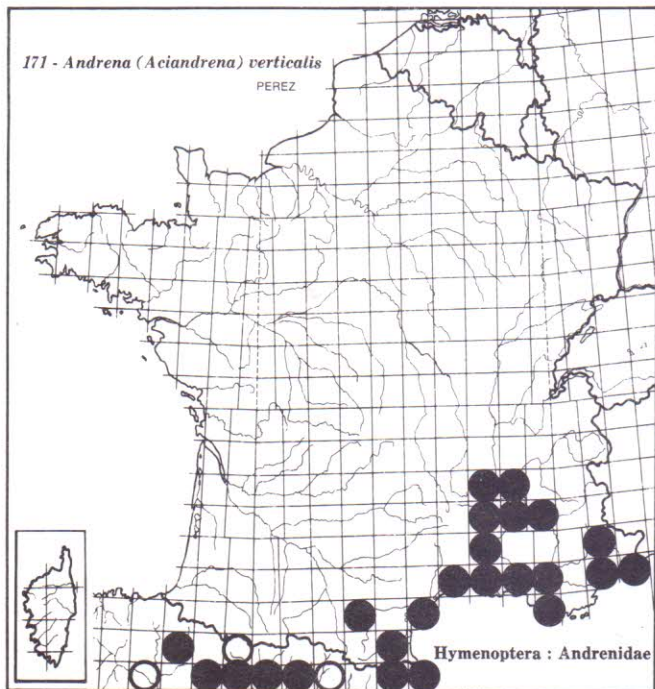 171 - Andrena (Aciandrena) verticalis
PEREZ
Hymenoptera : Andrenidae